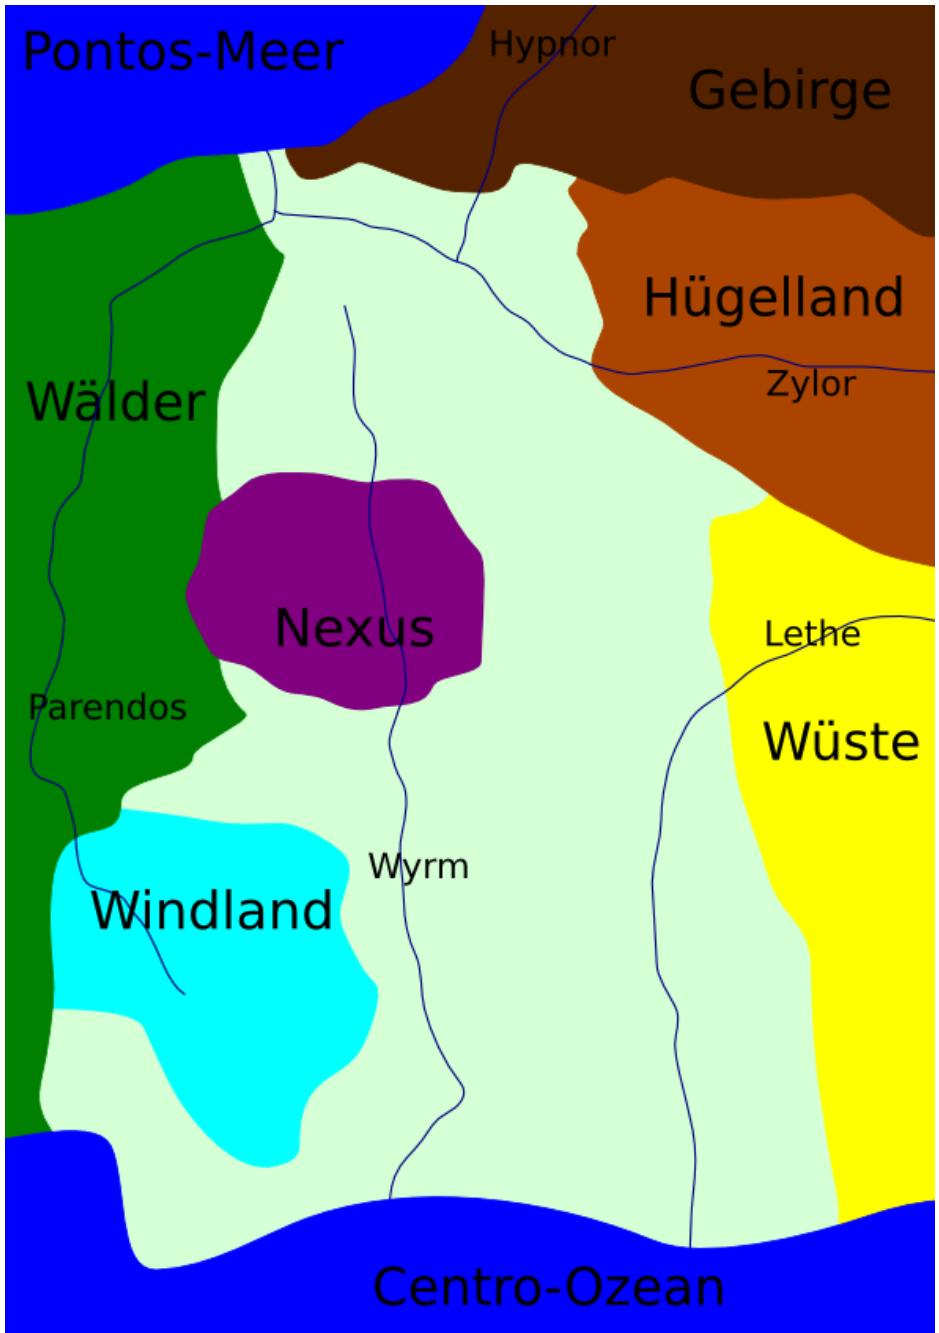 Pontos-Meer
Hypnor
Gebirge
Hügelland
Zylor
Wälder
Nexus
Lethe
Parendos
Wüste
Wyrm
Windland
Centro-Ozean